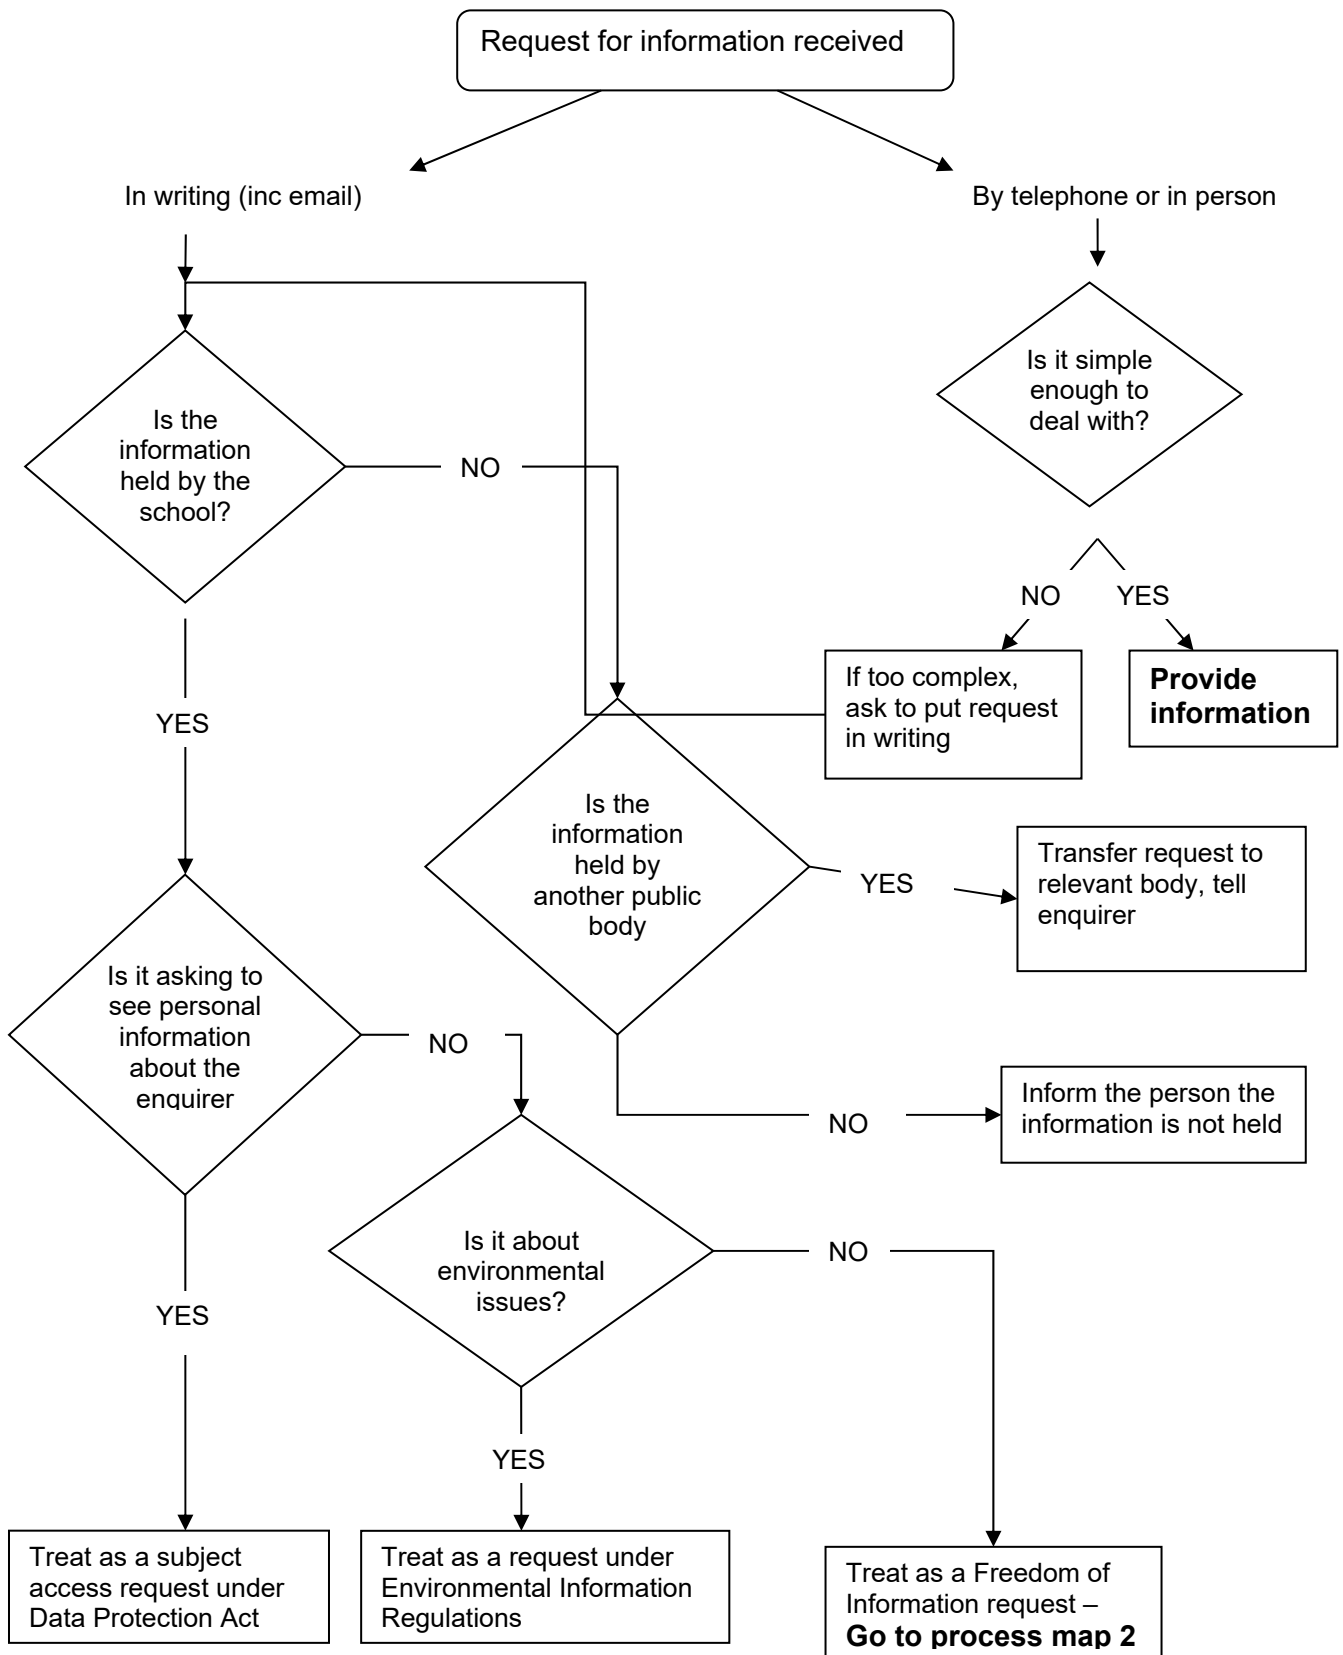 Request for information received
In writing (inc email)
By telephone or in person
Is it simple
enough to
deal with?
Is the
information
held by the
school?
NO
NO
YES
If too complex,
ask to put request
in writing
Provide
information
YES
Is the
information
held by
another public
body
YES
Transfer request to
relevant body, tell
enquirer
Is it asking to
see personal
information
about the
enquirer
NO
Inform the person the
information is not held
NO
Is it about
environmental
issues?
NO
YES
YES
Treat as a subject
access request under
Data Protection Act
Treat as a request under
Environmental Information
Regulations
Treat as a Freedom of
Information request –
Go to process map 2